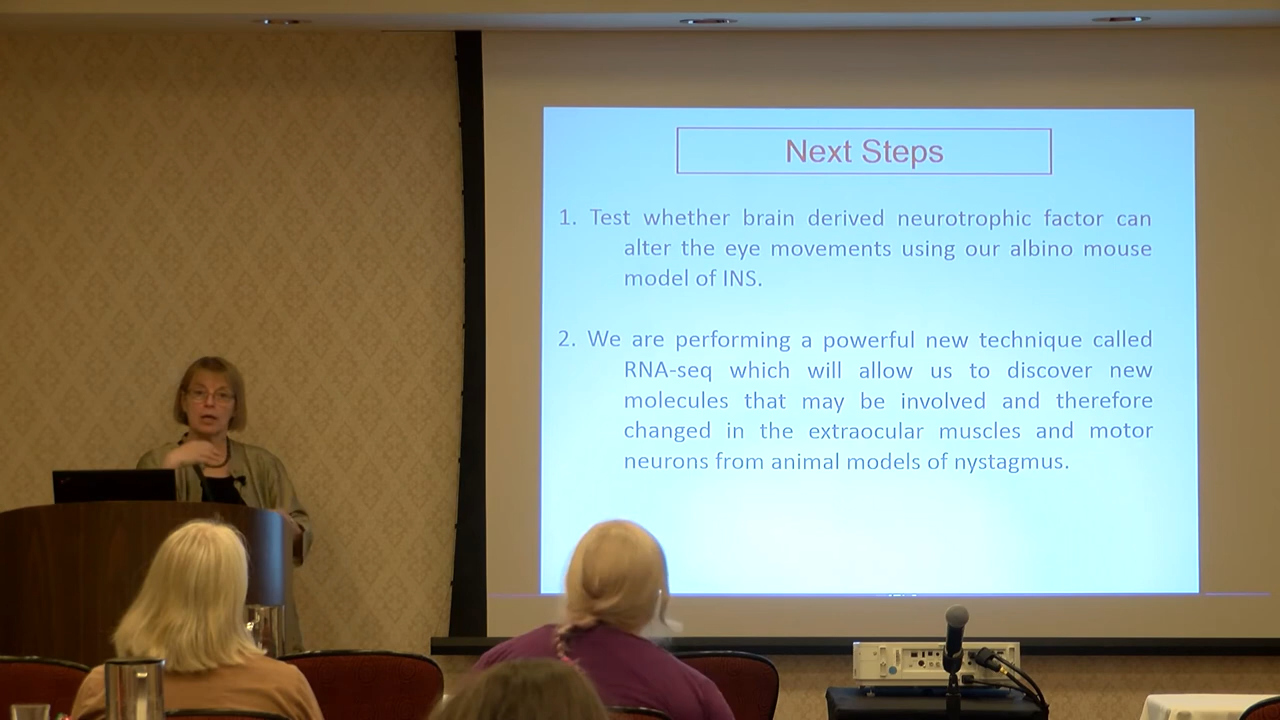 Next Steps
1. Test whether brain derived neurotrophic factor can
alter the eye movements using our albino mouse
model of INS.
2. We are performing a powerful new technique called
RNA-seq which will allow us to discover new
molecules that may be involved and therefore
changed in the extraocular muscles and motor
neurons from animal models of nystagmus.